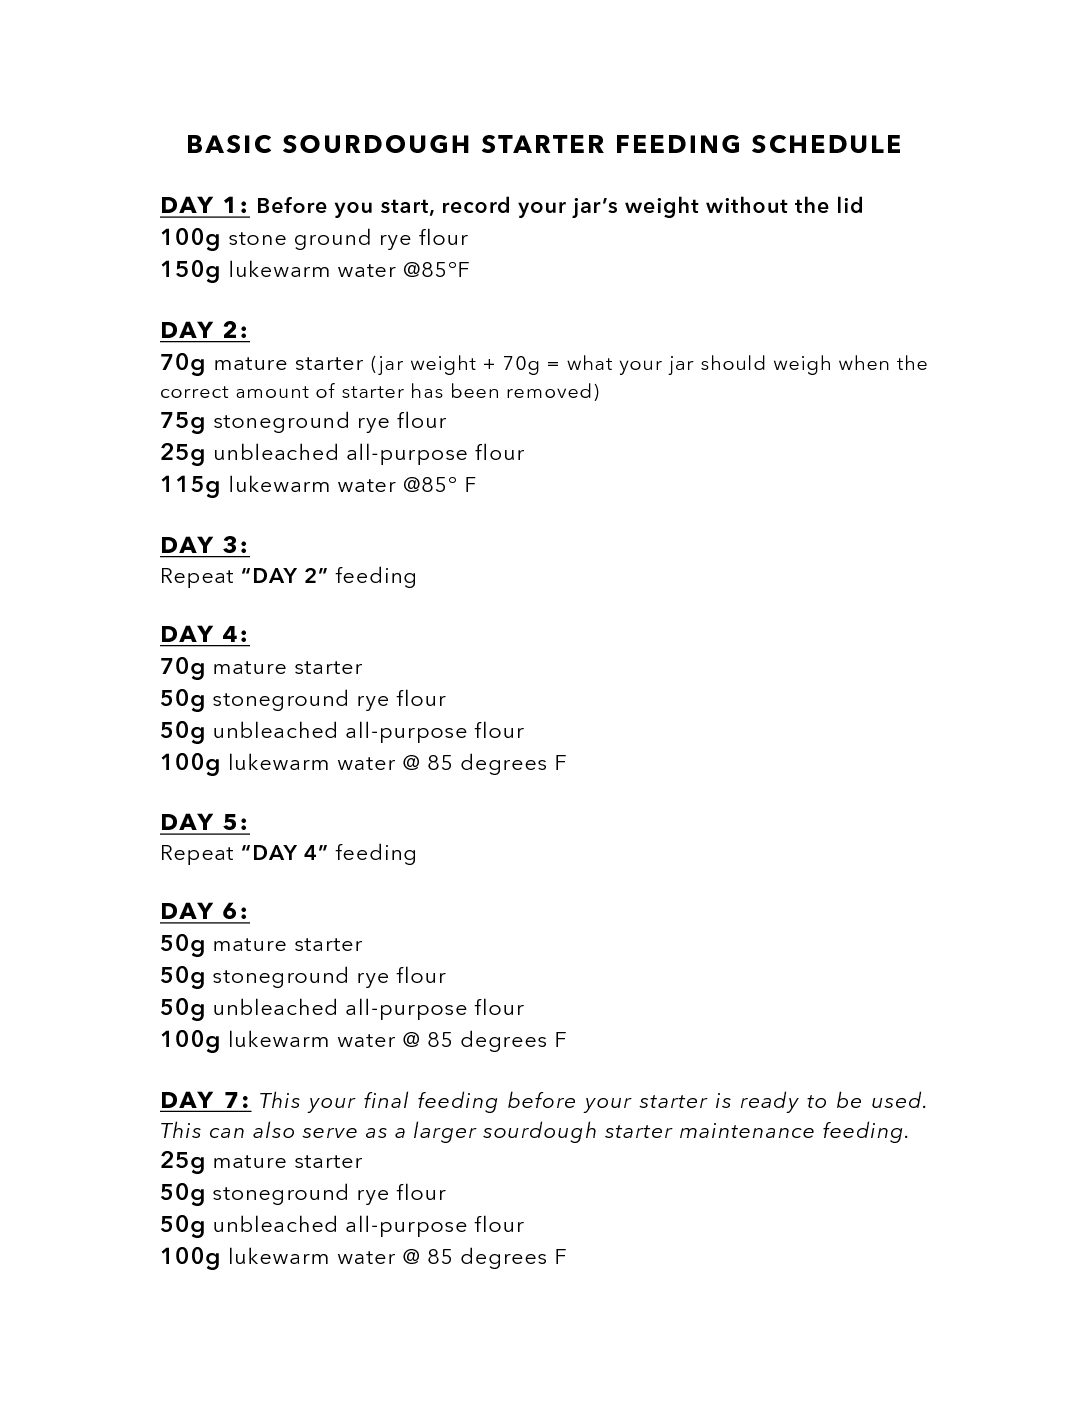 BASIC SOURDOUGH STARTER FEEDING SCHEDULE
DAY 1: Before you start, record your jar’s weight without the lid
100g stone ground rye flour
150g lukewarm water @85ºF
DAY 2:
70g mature starter (jar weight + 70g = what your jar should weigh when the
correct amount of starter has been removed)
75g stoneground rye flour
25g unbleached all-purpose flour
115g lukewarm water @85º F
DAY 3:
Repeat “DAY 2” feeding
DAY 4:
70g mature starter
50g stoneground rye flour
50g unbleached all-purpose flour
100g lukewarm water @ 85 degrees F
DAY 5:
Repeat “DAY 4” feeding
DAY 6:
50g mature starter
50g stoneground rye flour
50g unbleached all-purpose flour
100g lukewarm water @ 85 degrees F
DAY 7: This your final feeding before your starter is ready to be used.
This can also serve as a larger sourdough starter maintenance feeding.
25g mature starter
50g stoneground rye flour
50g unbleached all-purpose flour
100g lukewarm water @ 85 degrees F